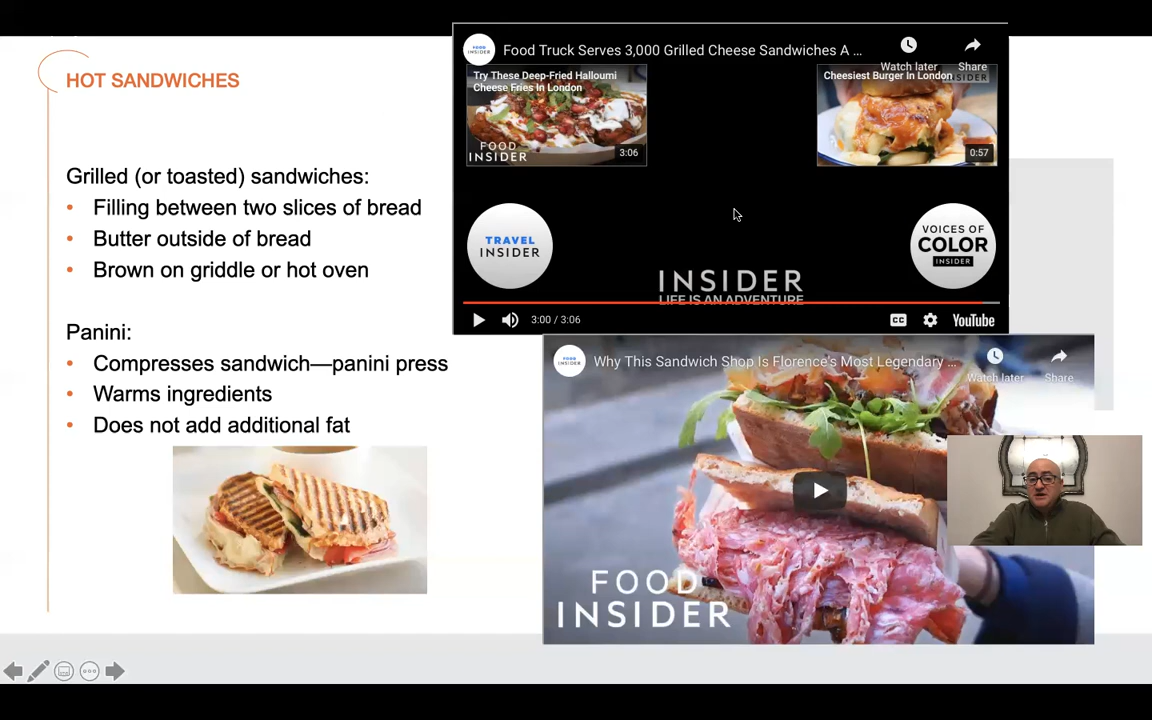 HOT SANDWICHES
Grilled (or toasted) sandwiches:
• Filling between two slices of bread
• Butter outside of bread
• Brown on griddle or hot oven
Panini:
• Compresses sandwich—panini press
• Warms ingredients
• Does not add additional fat
FOOD INSIDER
Food Truck Serves 3,000 Grilled Cheese Sandwiches A ...
Watch later
Share
Try These Deep-Fried Halloumi
Cheese Fries In London
FOOD
INSIDER
3:06
Cheesiest Burger In London
INSIDER
0:57
TRAVEL
INSIDER
VOICES OF
COLOR
INSIDER
INSIDER
LIFE IS AN ADVENTURE
3:00 / 3:06
CC
YouTube
FOOD INSIDER
Why This Sandwich Shop Is Florence's Most Legendary ...
Watch later
Share
FOOD
INSIDER